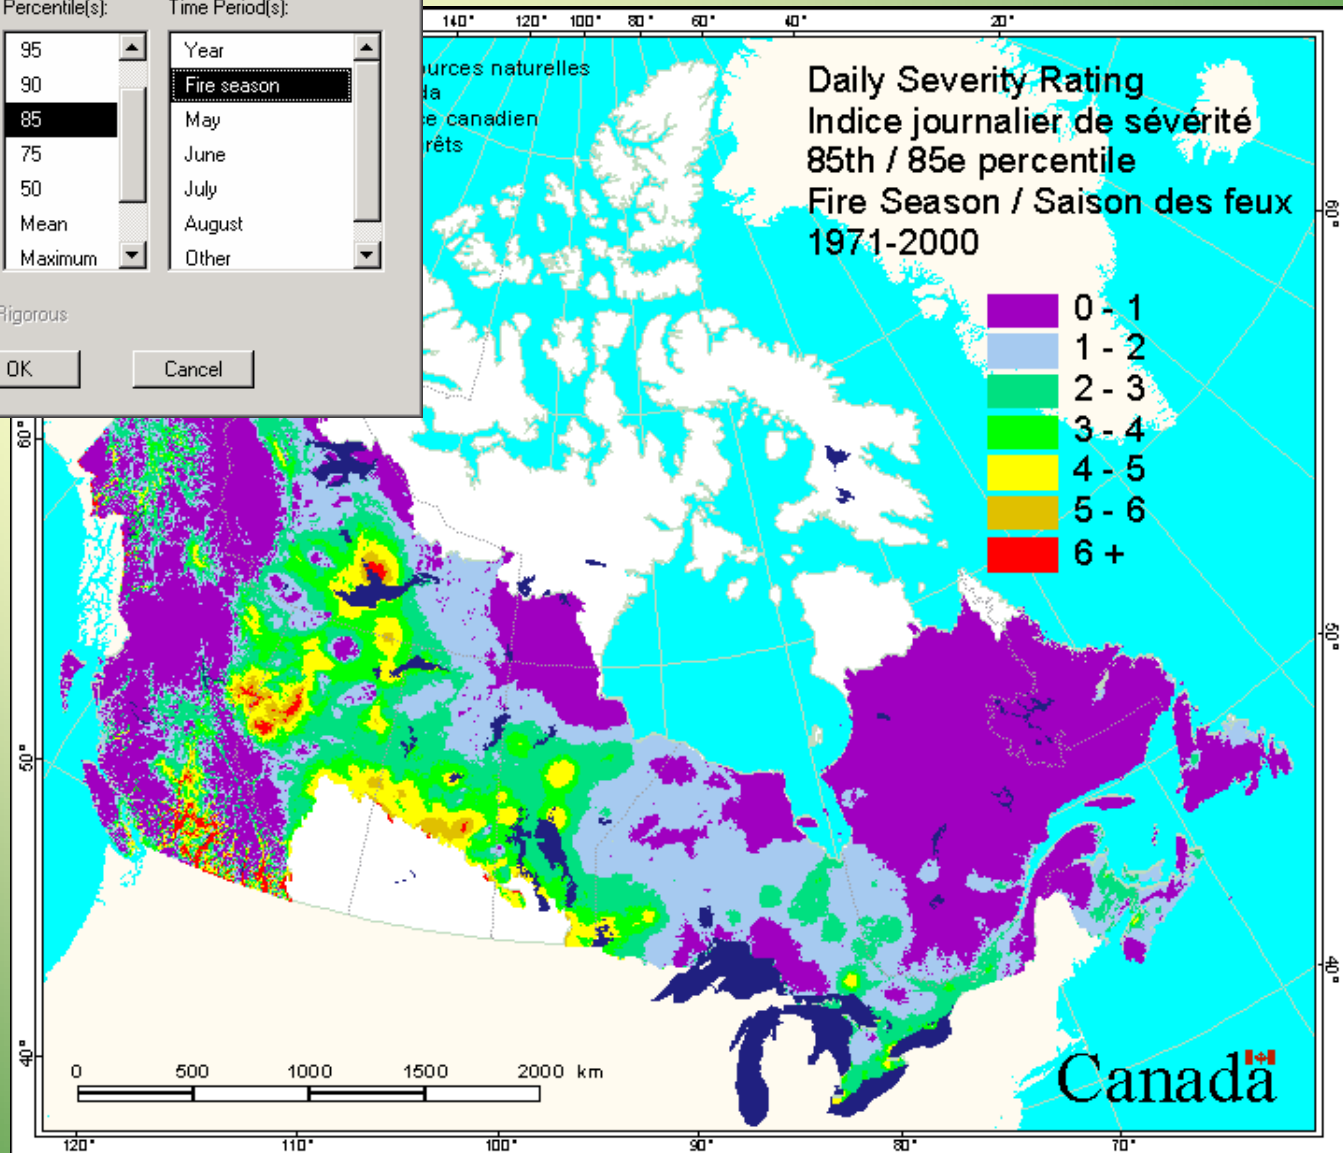 Percentile(s):
Time Period(s):
95
90
85
75
50
Mean
Maximum
Year
Fire season
May
June
July
August
Other
Rigorous
OK
Cancel
140° 120° 100° 80° 60° 40° 20°
urces naturelles
da
ce canadien
rêts
Daily Severity Rating
Indice journalier de sévérité
85th / 85e percentile
Fire Season / Saison des feux
1971-2000
0 - 1
1 - 2
2 - 3
3 - 4
4 - 5
5 - 6
6 +
60°
50°
40°
60°
50°
40°
0 500 1000 1500 2000 km
Canada
120° 110° 100° 90° 80° 70°